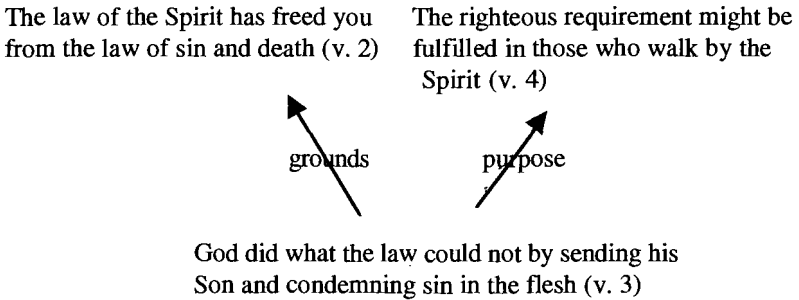 The law of the Spirit has freed you
from the law of sin and death (v. 2)
The righteous requirement might be
fulfilled in those who walk by the
Spirit (v. 4)
grounds
purpose
God did what the law could not by sending his
Son and condemning sin in the flesh (v. 3)